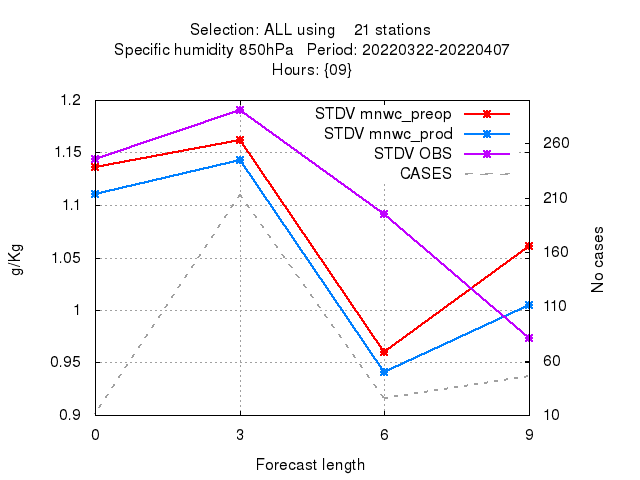 Selection: ALL using    21 stations
Specific humidity 850hPa   Period: 20220322-20220407
Hours: {09}
STDV mnwc_preop
STDV mnwc_prod
STDV OBS
CASES
g/Kg
1.2
1.15
1.1
1.05
1
0.95
0.9
No cases
260
210
160
110
60
10
0 3 6 9
Forecast length